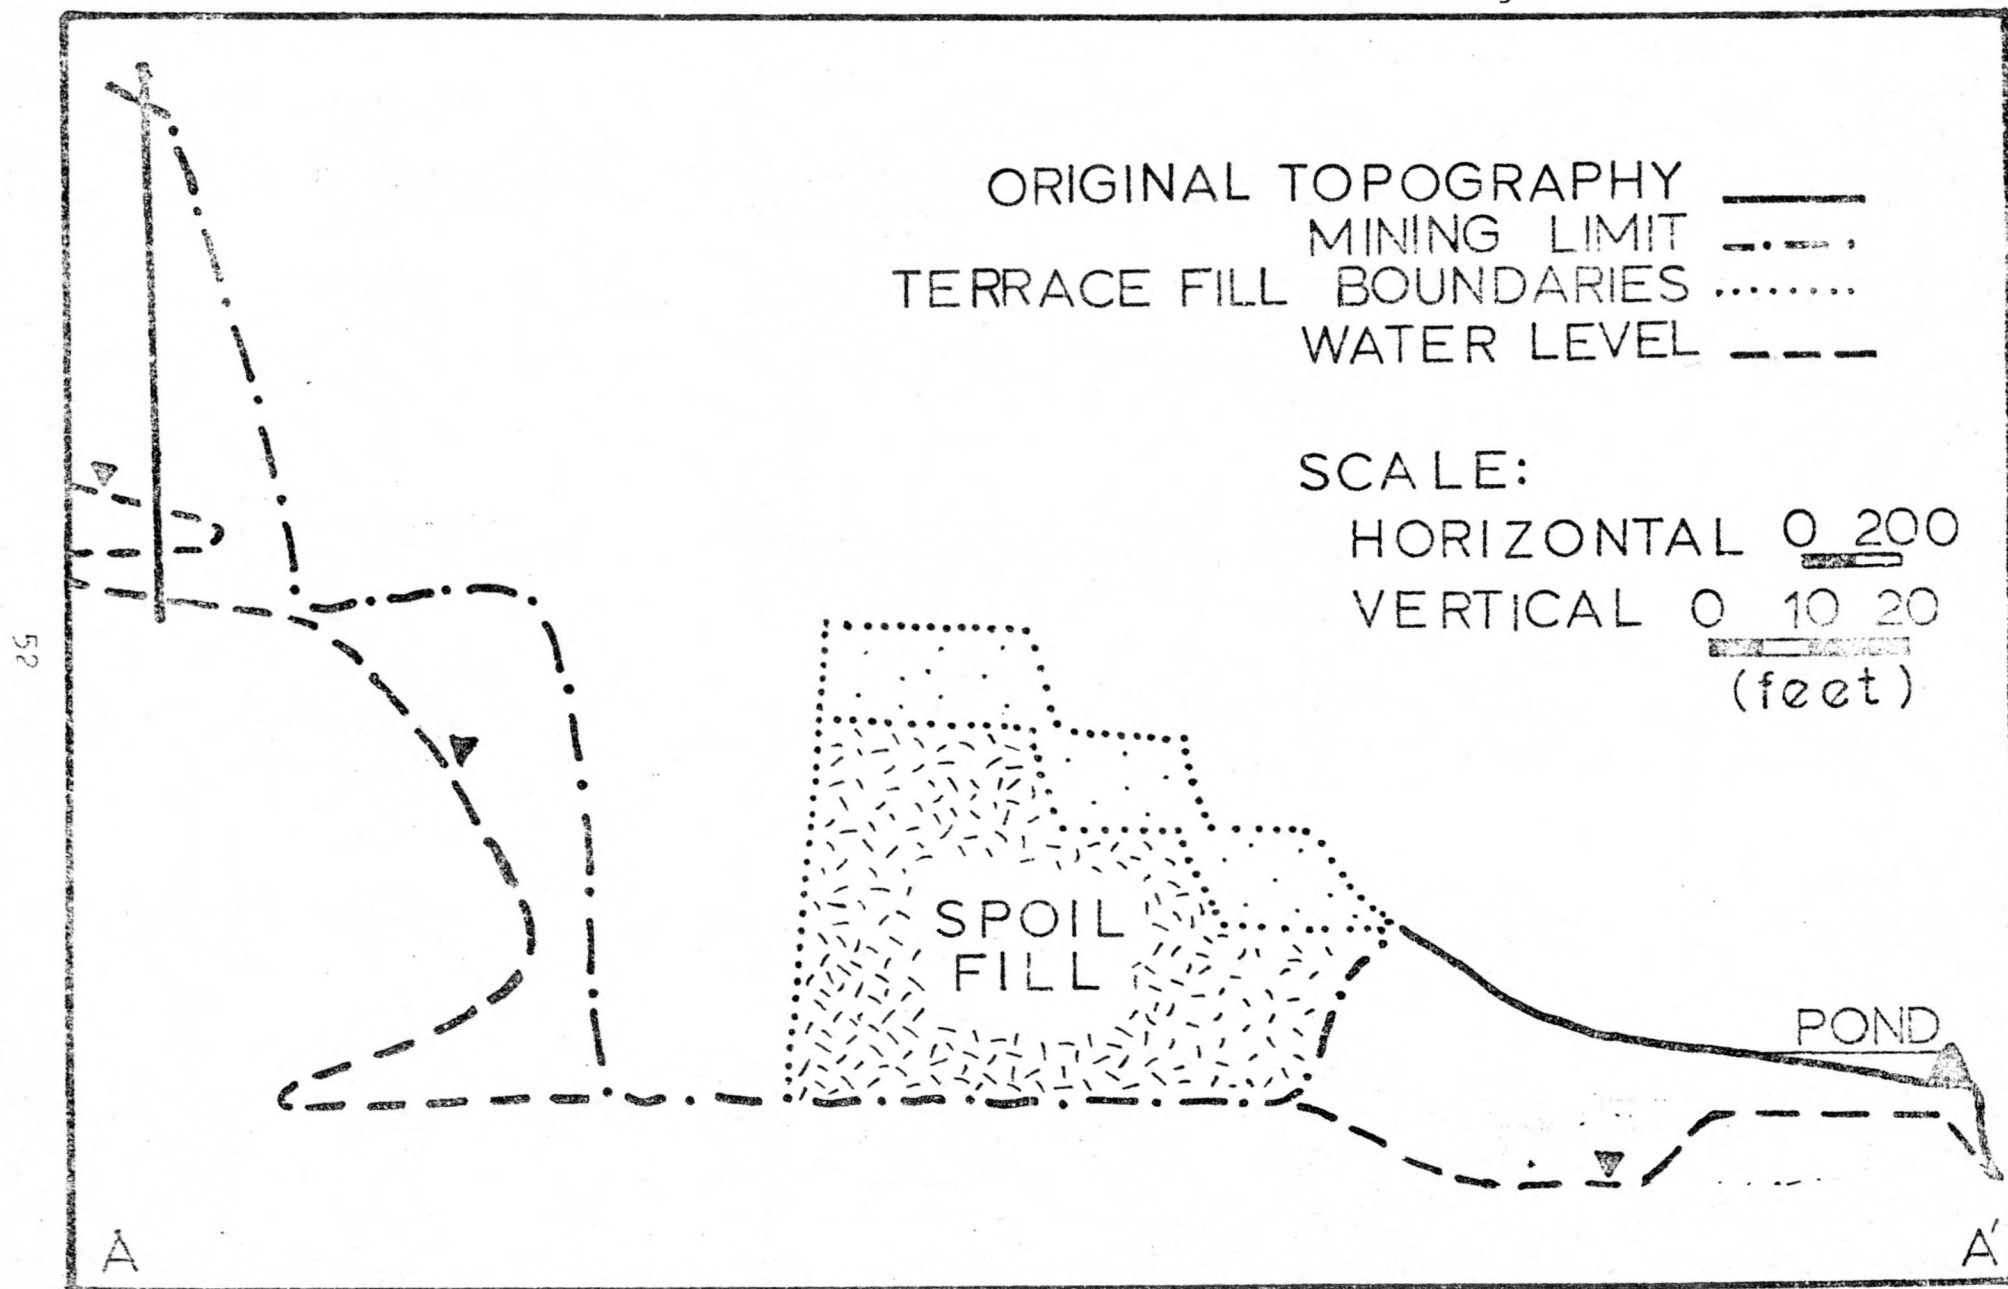 ORIGINAL TOPOGRAPHY
MINING LIMIT
TERRACE FILL BOUNDARIES
WATER LEVEL
SCALE:
HORIZONTAL 0 200
VERTICAL 0 10 20
(feet)
SPOIL
FILL
POND
A
A'
52